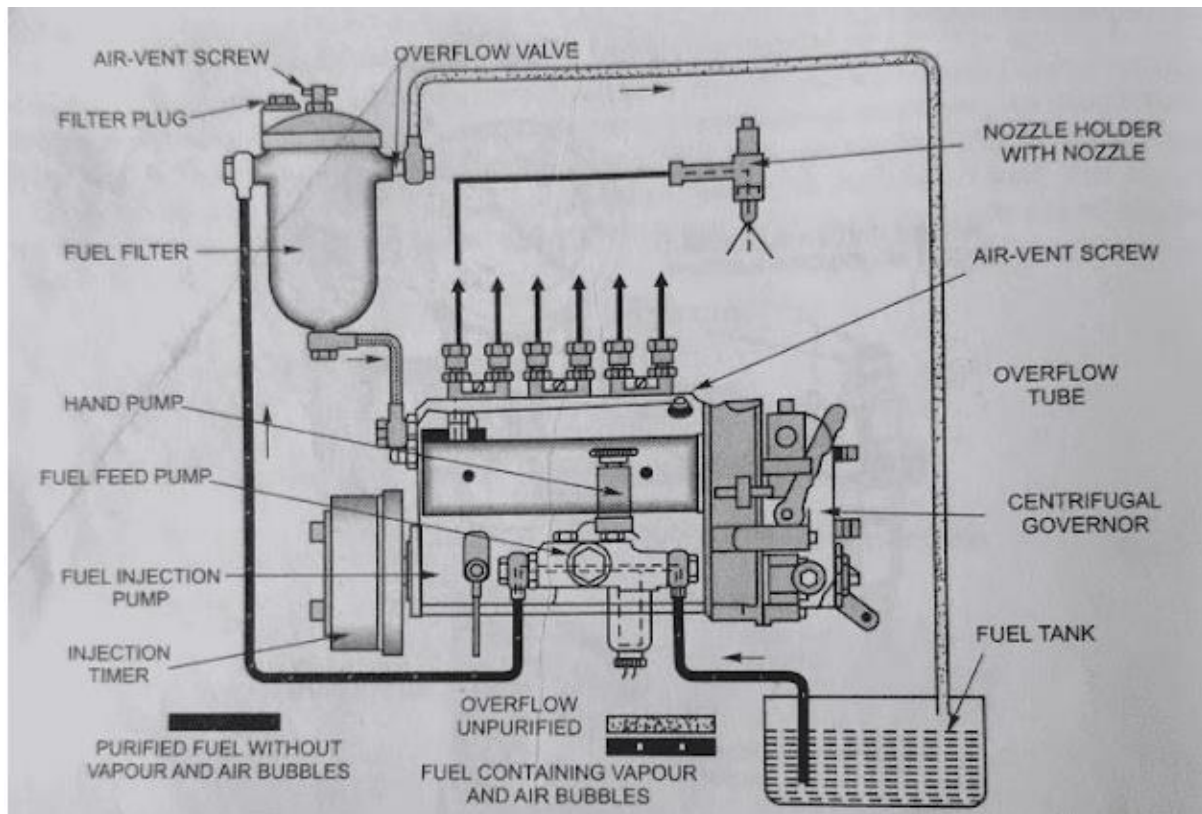 AIR-VENT SCREW
OVERFLOW VALVE
FILTER PLUG
NOZZLE HOLDER
WITH NOZZLE
FUEL FILTER
AIR-VENT SCREW
HAND PUMP
OVERFLOW
TUBE
FUEL FEED PUMP
CENTRIFUGAL
GOVERNOR
FUEL INJECTION
PUMP
INJECTION
TIMER
FUEL TANK
OVERFLOW
UNPURIFIED
PURIFIED FUEL WITHOUT
VAPOUR AND AIR BUBBLES
FUEL CONTAINING VAPOUR
AND AIR BUBBLES